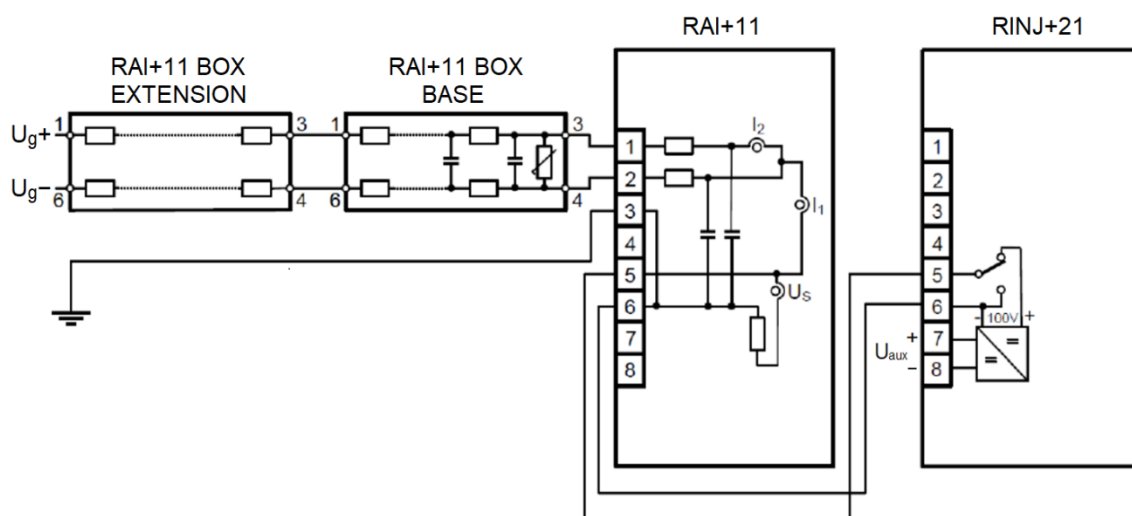 RAI+11
RINJ+21
RAI+11 BOX
EXTENSION
RAI+11 BOX
BASE
Ug+
1
3
1
3
Ug−
6
4
6
4
I2
I1
US
1
2
3
4
5
6
7
8
1
2
3
4
5
6
7
8
- 100V +
Uaux
+
−
=
=